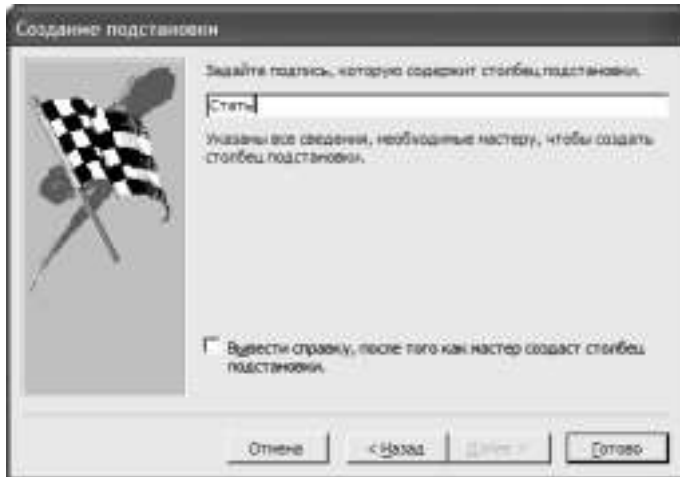 Создание подстановки
Задайте подпись, которую содержит столбец подстановки.
Стать
Указаны все сведения, необходимые мастеру, чтобы создать
столбец подстановки.
Вывести справку, после того как мастер создаст столбец
подстановки.
Отмена < Назад Далее > Готово